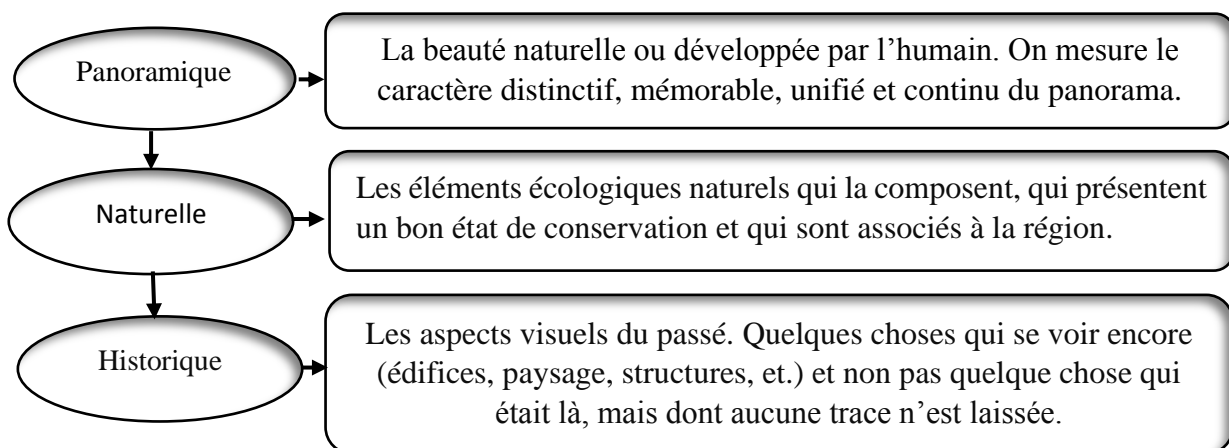 Panoramique
La beauté naturelle ou développée par l’humain. On mesure le
caractère distinctif, mémorable, unifié et continu du panorama.
Naturelle
Les éléments écologiques naturels qui la composent, qui présentent
un bon état de conservation et qui sont associés à la région.
Historique
Les aspects visuels du passé. Quelques choses qui se voir encore
(édifices, paysage, structures, et.) et non pas quelque chose qui
était là, mais dont aucune trace n’est laissée.